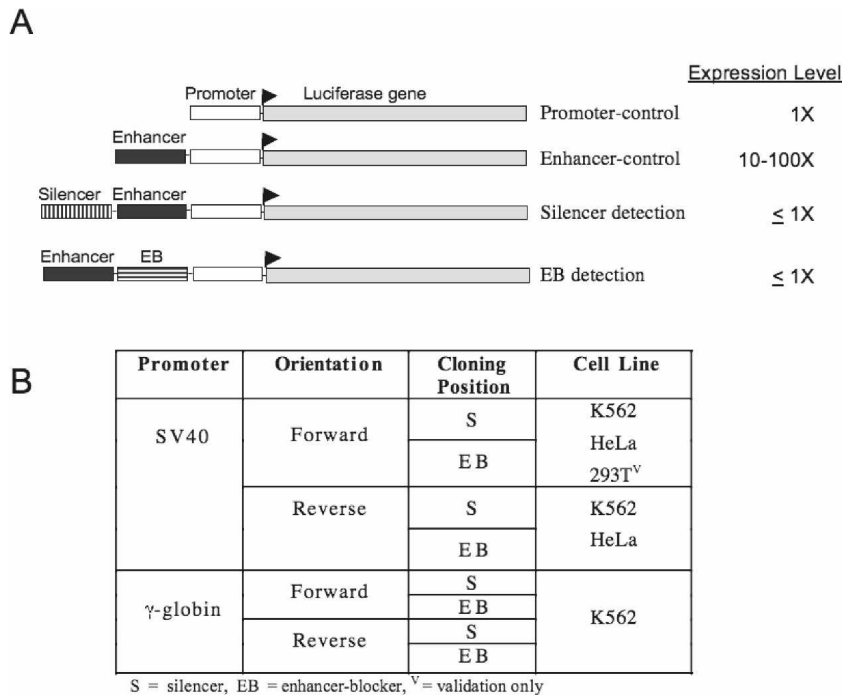 A
Expression Level
Promoter Luciferase gene
Promoter-control 1X
Enhancer
Enhancer-control 10-100X
Silencer Enhancer
Silencer detection ≤ 1X
Enhancer EB
EB detection ≤ 1X
B
Promoter Orientation Cloning Position Cell Line
SV40 Forward S K562
HeLa
EB 293TV
Reverse S K562
EB HeLa
γ-globin Forward S K562
EB
Reverse S
EB
S = silencer, EB = enhancer-blocker, V = validation only